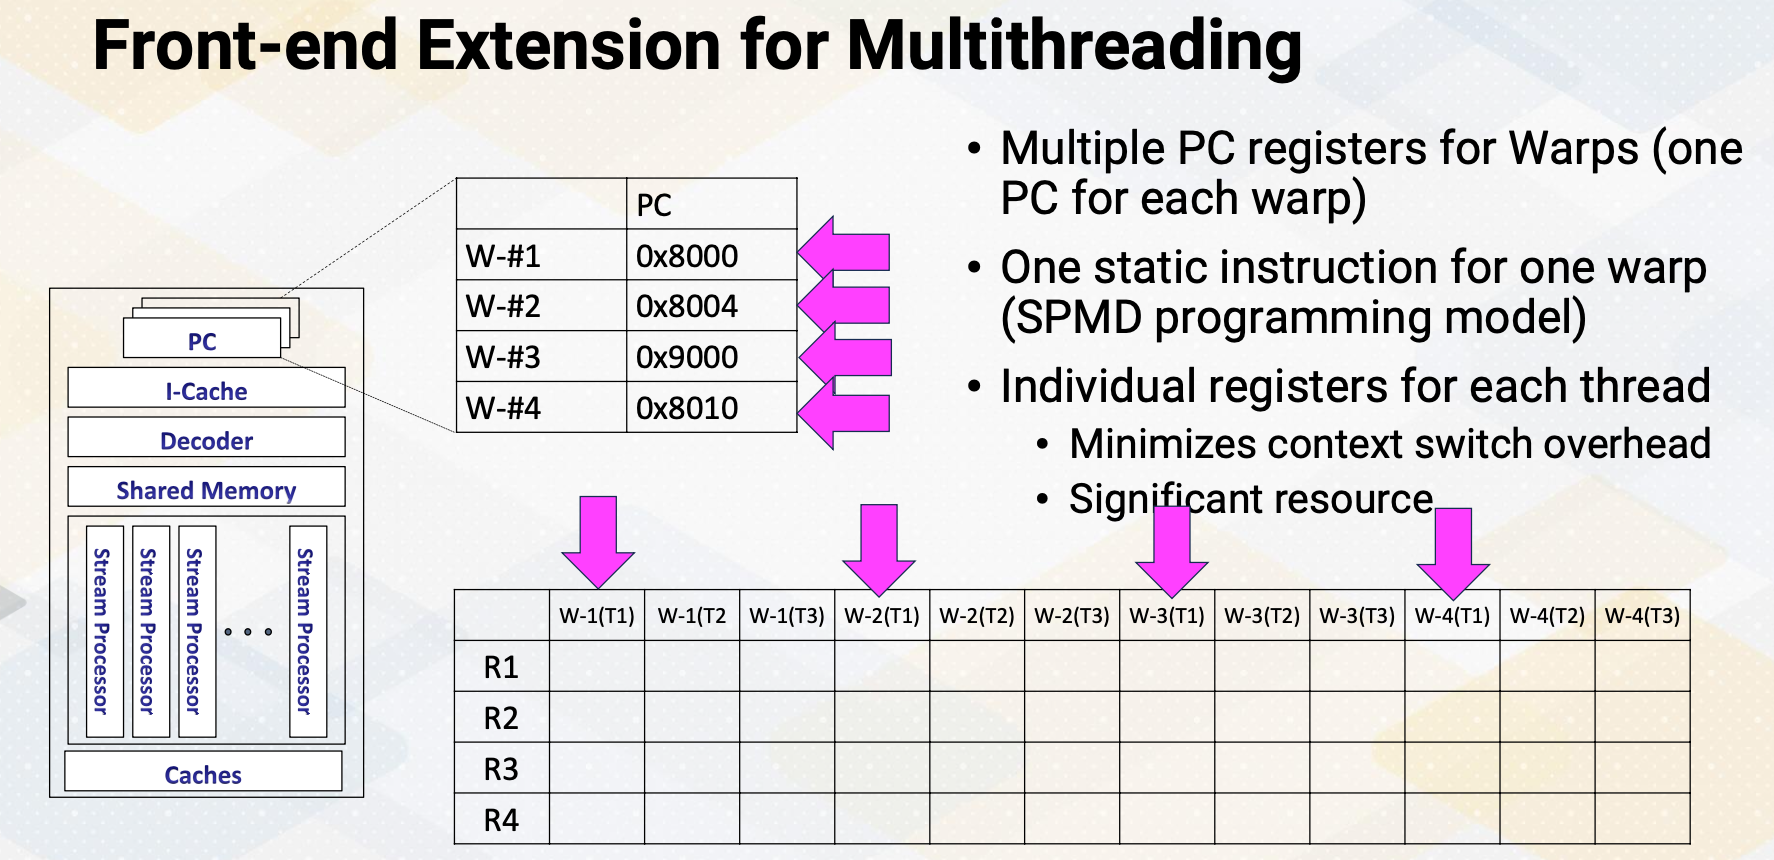 Front-end Extension for Multithreading
• Multiple PC registers for Warps (one
PC for each warp)
• One static instruction for one warp
(SPMD programming model)
• Individual registers for each thread
• Minimizes context switch overhead
• Significant resource
PC
W-#1 0x8000
W-#2 0x8004
W-#3 0x9000
W-#4 0x8010
PC
I-Cache
Decoder
Shared Memory
Stream Processor
Stream Processor
Stream Processor
• • •
Stream Processor
Caches
W-1(T1) W-1(T2 W-1(T3) W-2(T1) W-2(T2) W-2(T3) W-3(T1) W-3(T2) W-3(T3) W-4(T1) W-4(T2) W-4(T3)
R1
R2
R3
R4